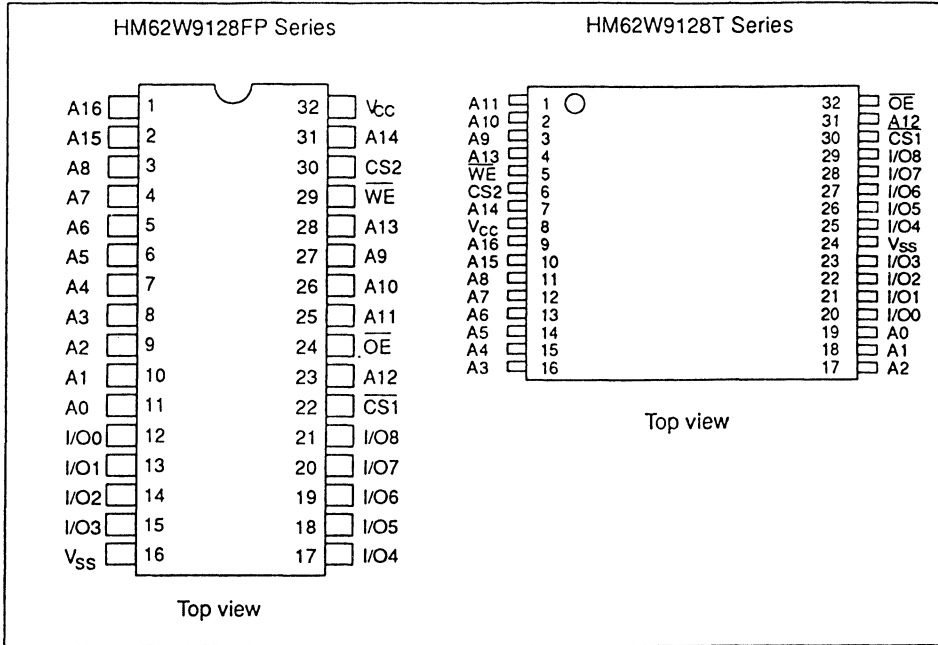 HM62W9128FP Series
A16 1 32 VCC
A15 2 31 A14
A8 3 30 CS2
A7 4 29 W̅E̅
A6 5 28 A13
A5 6 27 A9
A4 7 26 A10
A3 8 25 A11
A2 9 24 O̅E̅
A1 10 23 A12
A0 11 22 C̅S̅1̅
I/O0 12 21 I/O8
I/O1 13 20 I/O7
I/O2 14 19 I/O6
I/O3 15 18 I/O5
VSS 16 17 I/O4
Top view
HM62W9128T Series
A11 1 32 O̅E̅
A10 2 31 A12
A9 3 30 C̅S̅1̅
A13 4 29 I/O8
W̅E̅ 5 28 I/O7
CS2 6 27 I/O6
A14 7 26 I/O5
VCC 8 25 I/O4
A16 9 24 VSS
A15 10 23 I/O3
A8 11 22 I/O2
A7 12 21 I/O1
A6 13 20 I/O0
A5 14 19 A0
A4 15 18 A1
A3 16 17 A2
Top view